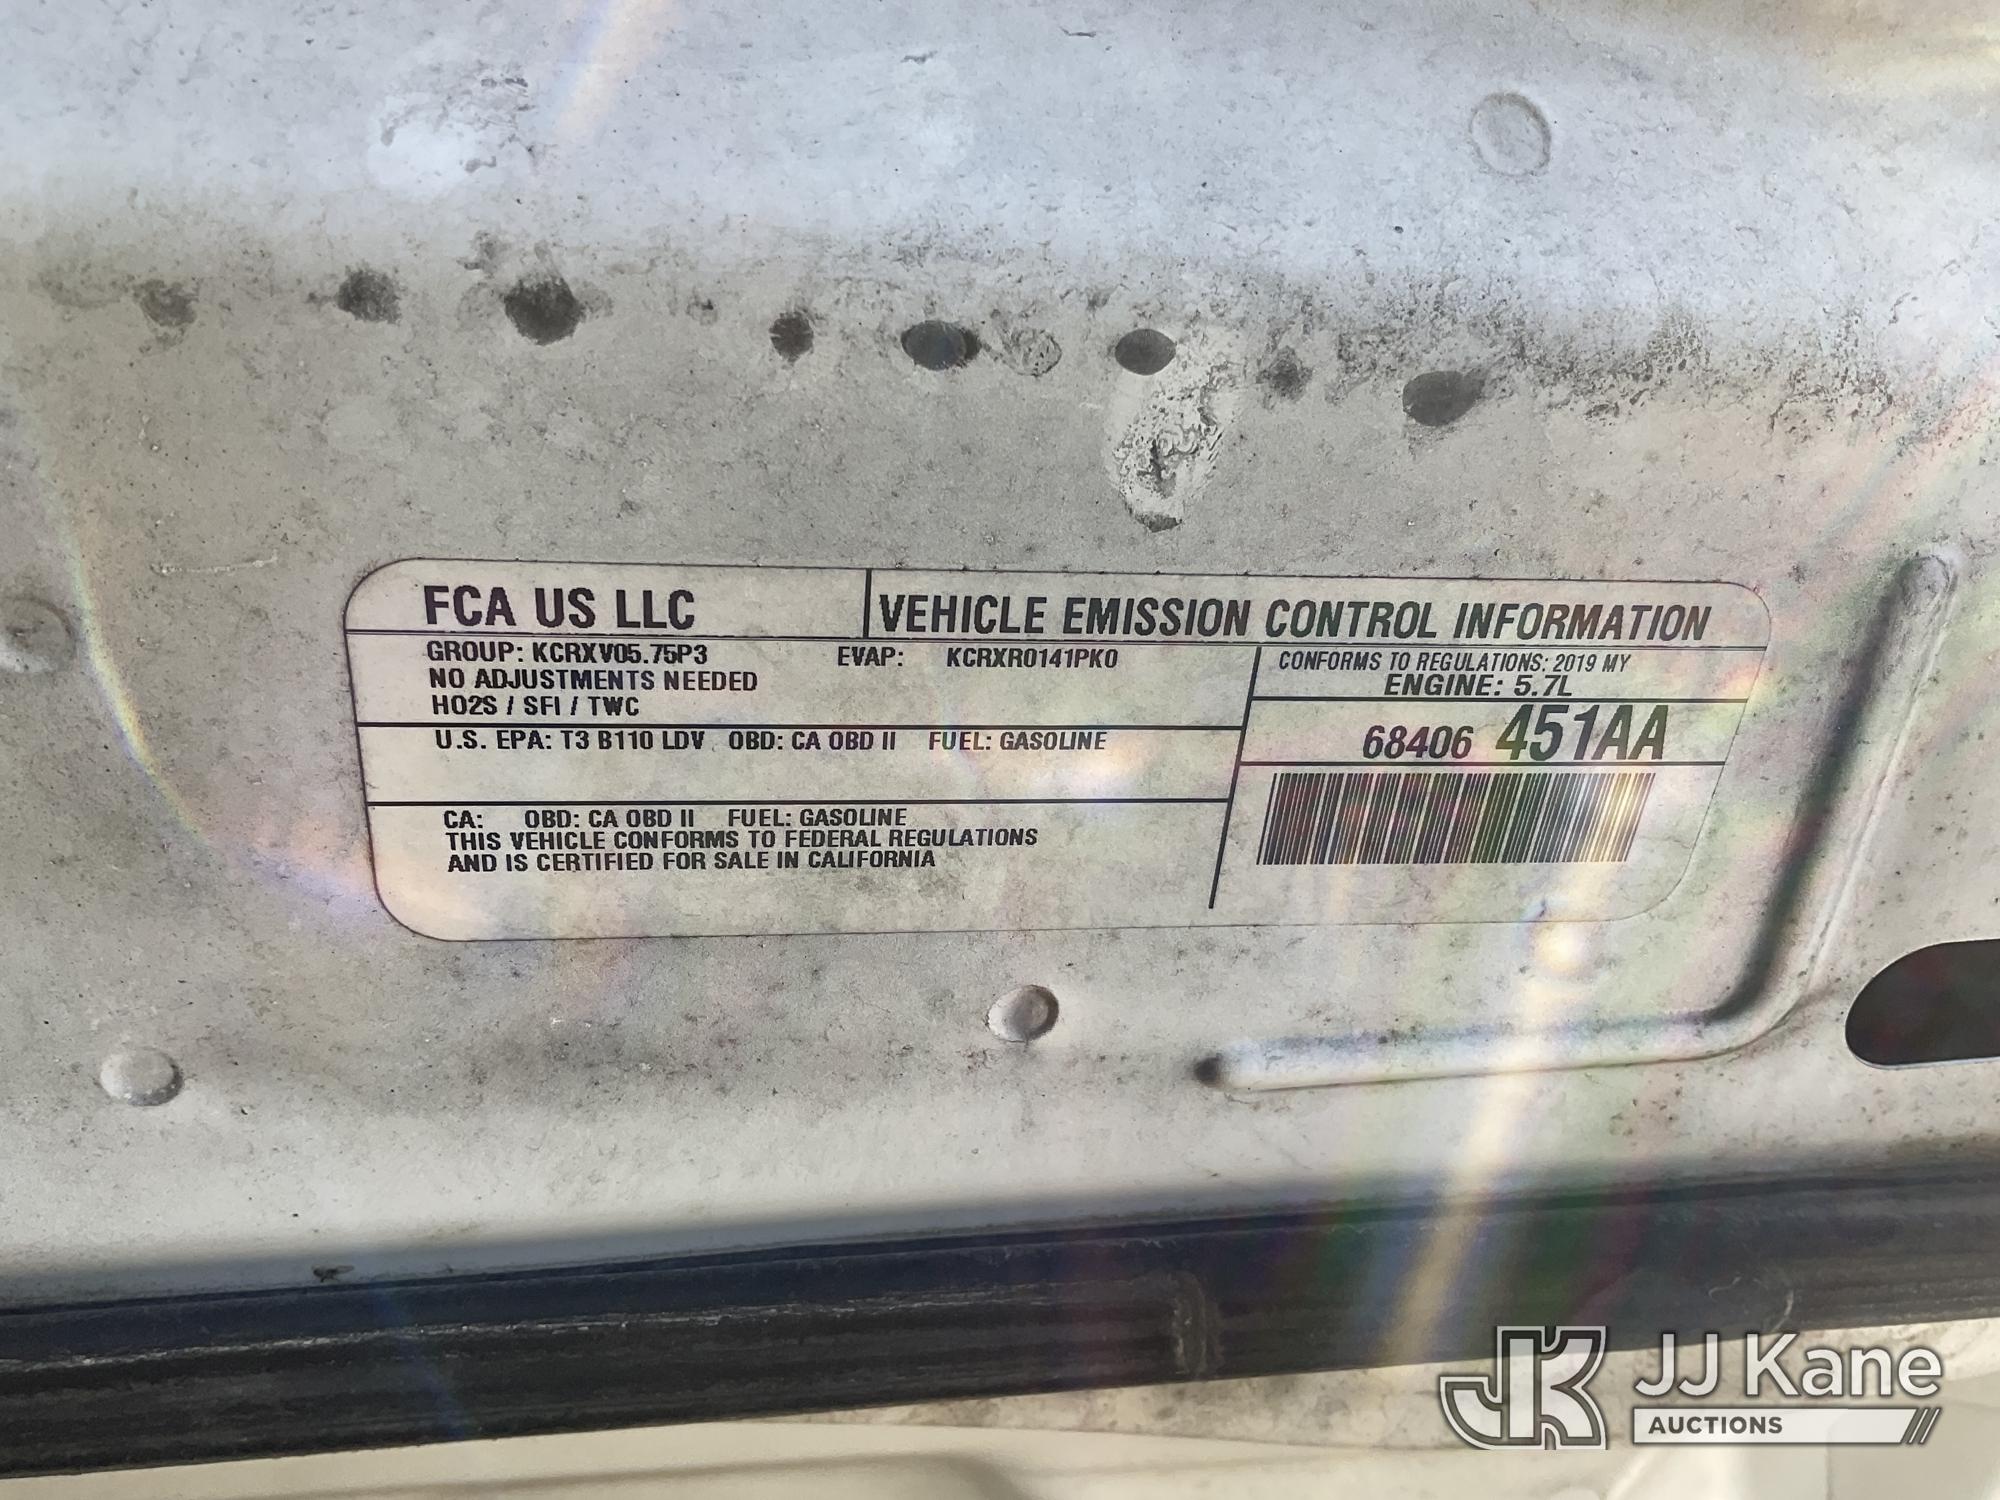 FCA US LLC
VEHICLE EMISSION CONTROL INFORMATION
GROUP: KCRXV05.75P3 EVAP: KCRXR0141PK0
NO ADJUSTMENTS NEEDED
HO2S / SFI / TWC
CONFORMS TO REGULATIONS: 2019 MY
ENGINE: 5.7L
U.S. EPA: T3 B110 LDV OBD: CA OBD II FUEL: GASOLINE
68406 451AA
CA: OBD: CA OBD II FUEL: GASOLINE
THIS VEHICLE CONFORMS TO FEDERAL REGULATIONS
AND IS CERTIFIED FOR SALE IN CALIFORNIA
JK JJ Kane
AUCTIONS